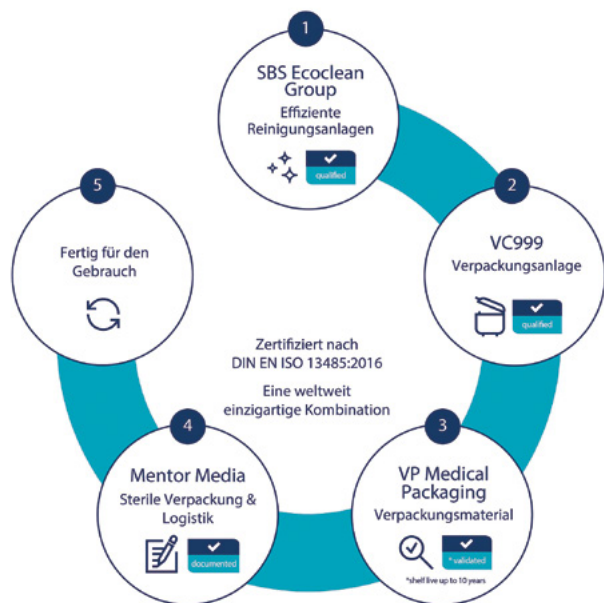 1
SBS Ecoclean
Group
Effiziente
Reinigungsanlagen
qualified
2
VC999
Verpackungsanlage
qualified
3
VP Medical
Packaging
Verpackungsmaterial
*validated
*shelf live up to 10 years
4
Mentor Media
Sterile Verpackung &
Logistik
documented
5
Fertig für den
Gebrauch
Zertifiziert nach
DIN EN ISO 13485:2016
Eine weltweit
einzigartige Kombination